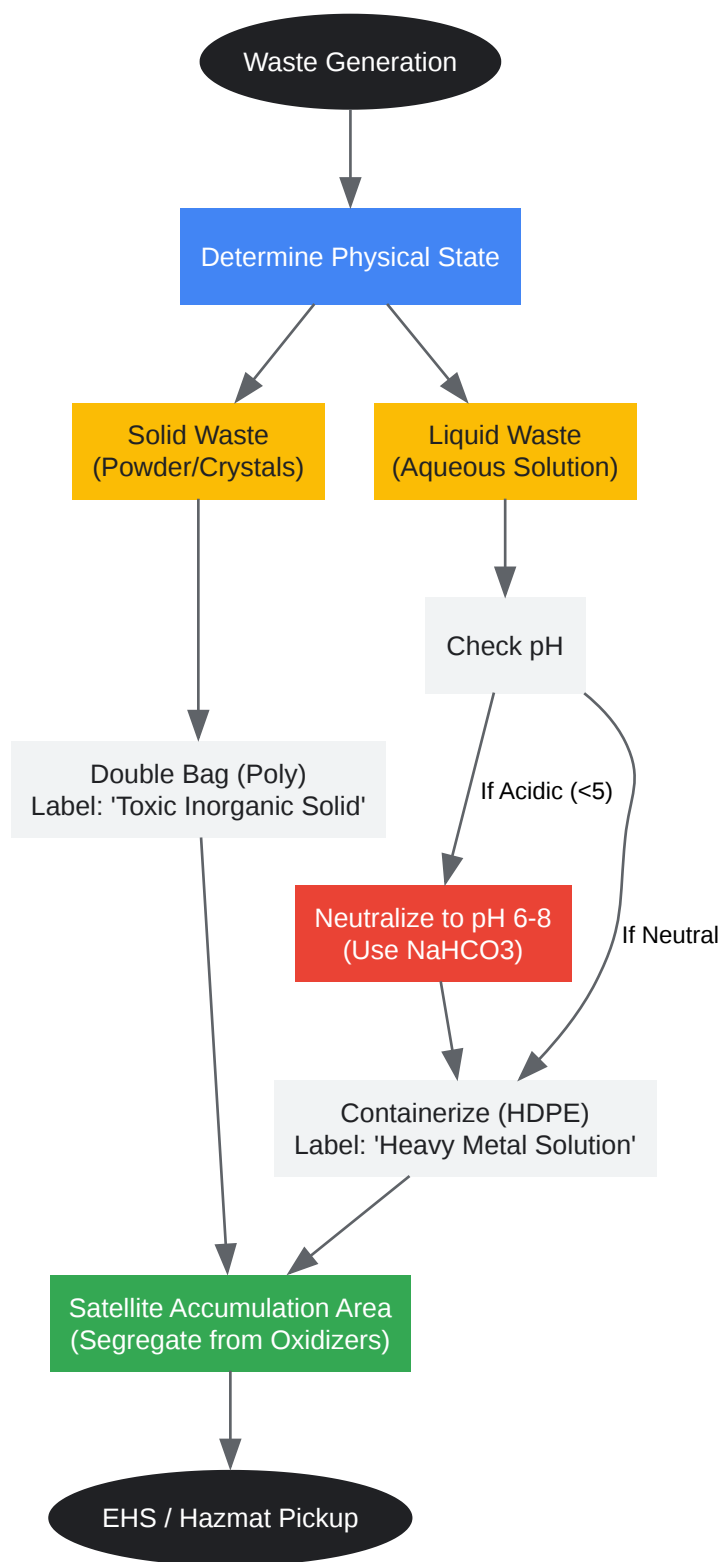 Waste Generation
Determine Physical State
Solid Waste
(Powder/Crystals)
Liquid Waste
(Aqueous Solution)
Check pH
Double Bag (Poly)
Label: 'Toxic Inorganic Solid'
If Acidic (<5)
Neutralize to pH 6-8
(Use NaHCO3)
If Neutral
Containerize (HDPE)
Label: 'Heavy Metal Solution'
Satellite Accumulation Area
(Segregate from Oxidizers)
EHS / Hazmat Pickup